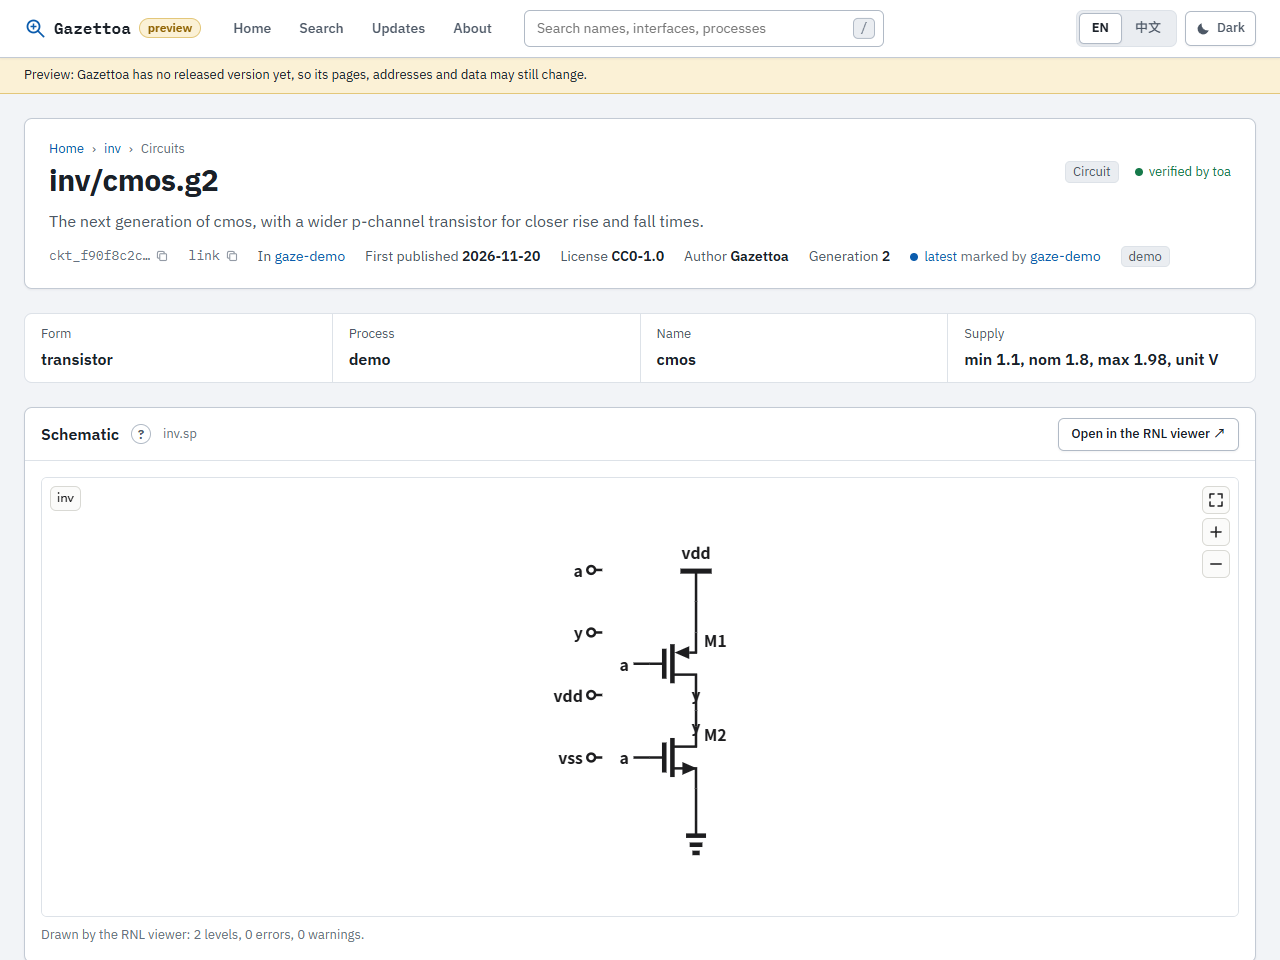 Gazettoa preview Home Search Updates About Search names, interfaces, processes / EN 中文 Dark
Preview: Gazettoa has no released version yet, so its pages, addresses and data may still change.
Home › inv › Circuits
inv/cmos.g2
Circuit verified by toa
The next generation of cmos, with a wider p-channel transistor for closer rise and fall times.
ckt_f90f8c2c… link In gaze-demo First published 2026-11-20 License CC0-1.0 Author Gazettoa Generation 2 latest marked by gaze-demo demo
Form Process Name Supply
transistor demo cmos min 1.1, nom 1.8, max 1.98, unit V
Schematic ? inv.sp Open in the RNL viewer ↗
inv
vdd
a
y
M1
a
vdd
y
y
M2
vss a
Drawn by the RNL viewer: 2 levels, 0 errors, 0 warnings.